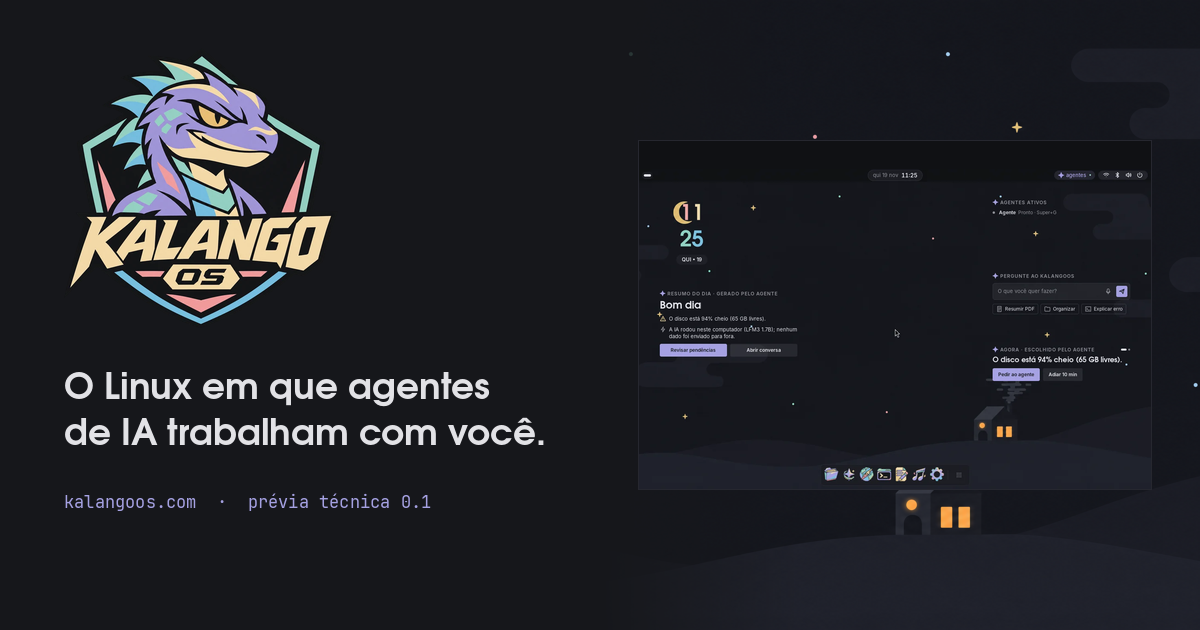 KALANGO
OS
O Linux em que agentes
de IA trabalham com você.
kalangoos.com · prévia técnica 0.1
qui 19 nov 11:25
agentes
11
25
QUI • 19
RESUMO DO DIA · GERADO PELO AGENTE
Bom dia
O disco está 94% cheio (65 GB livres).
A IA rodou neste computador (LFM3 1.7B); nenhum
dado foi enviado para fora.
Revisar pendências
Abrir conversa
AGENTES ATIVOS
Agente Pronto · Super+G
PERGUNTE AO KALANGOOS
O que você quer fazer?
Resumir PDF
Organizar
Explicar erro
AGORA · ESCOLHIDO PELO AGENTE
O disco está 94% cheio (65 GB livres).
Pedir ao agente
Adiar 10 min